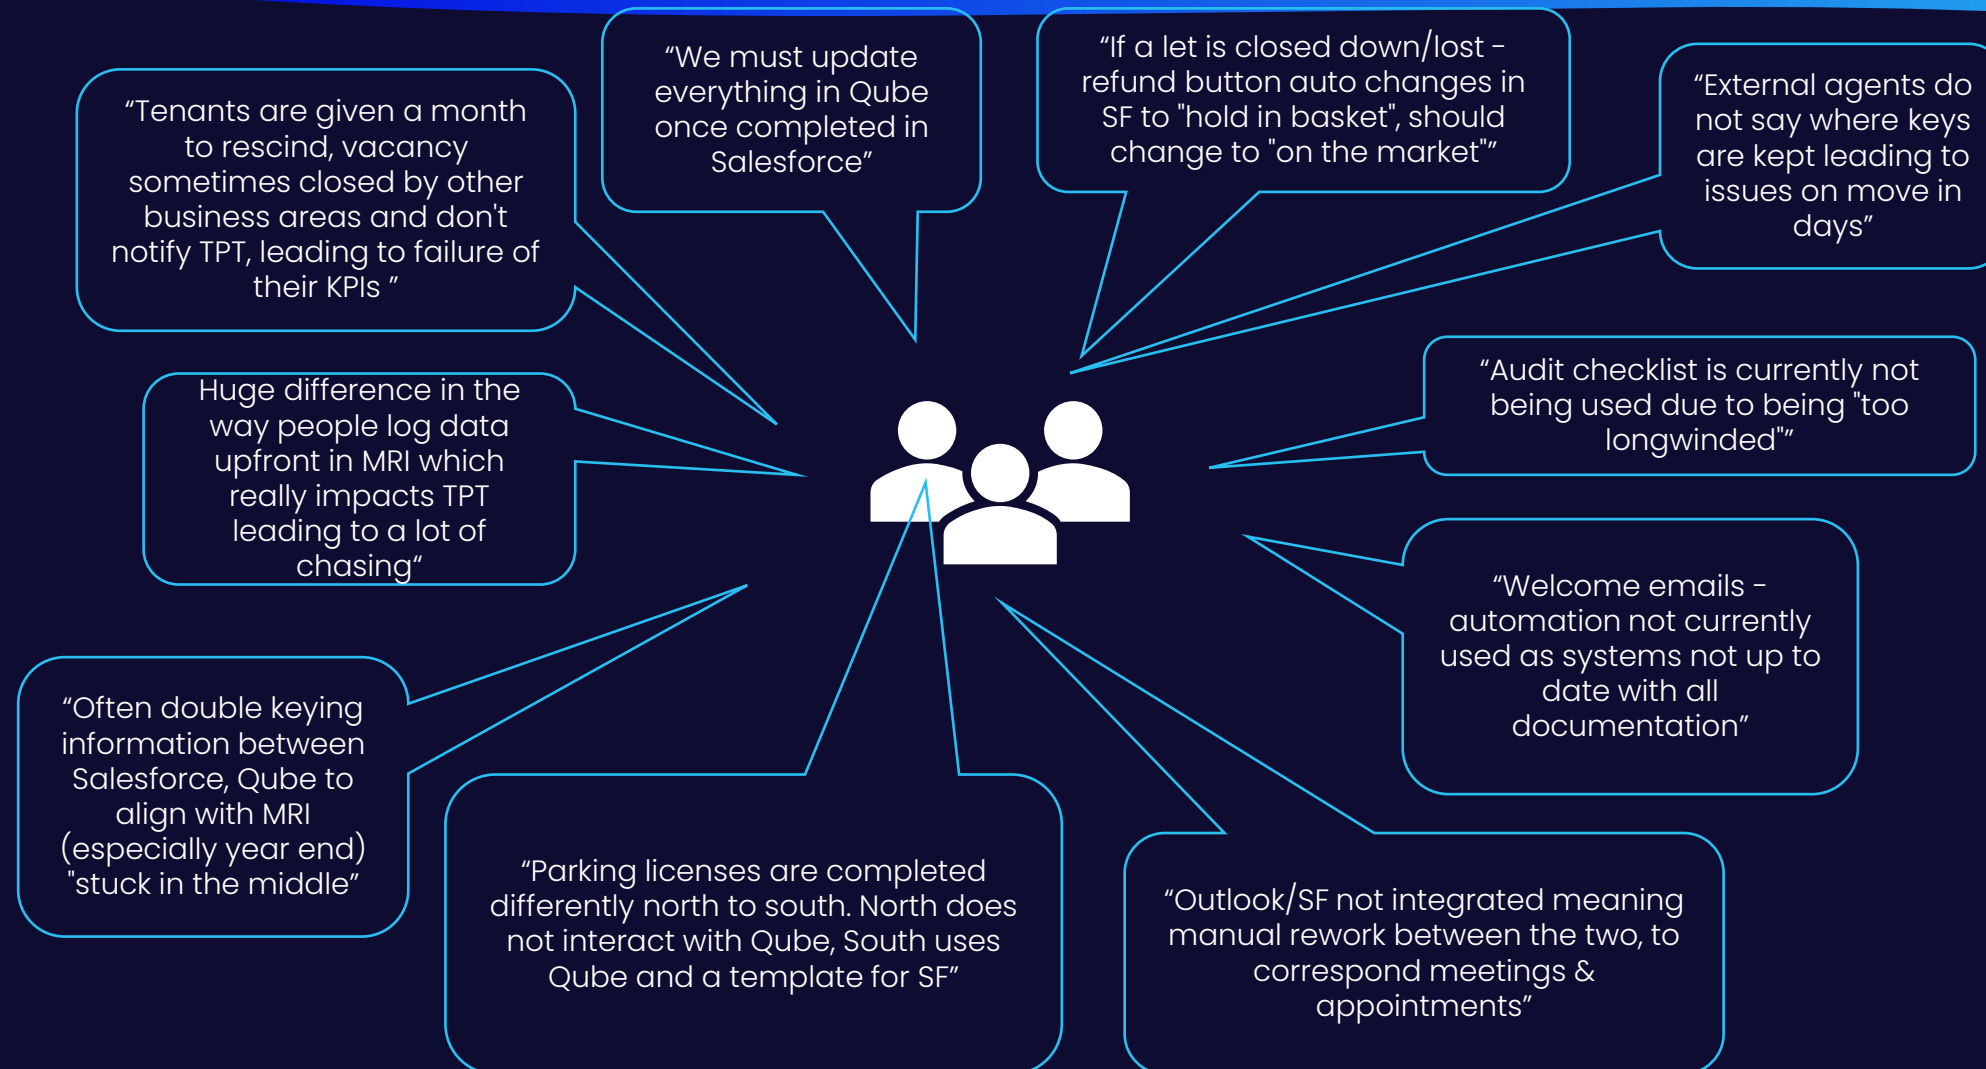 “Tenants are given a month
to rescind, vacancy
sometimes closed by other
business areas and don't
notify TPT, leading to failure of
their KPIs ”
“We must update
everything in Qube
once completed in
Salesforce”
“If a let is closed down/lost -
refund button auto changes in
SF to "hold in basket", should
change to "on the market"”
“External agents do
not say where keys
are kept leading to
issues on move in
days”
Huge difference in the
way people log data
upfront in MRI which
really impacts TPT
leading to a lot of
chasing“
“Audit checklist is currently not
being used due to being "too
longwinded"”
“Welcome emails -
automation not currently
used as systems not up to
date with all
documentation”
“Often double keying
information between
Salesforce, Qube to
align with MRI
(especially year end)
"stuck in the middle”
“Parking licenses are completed
differently north to south. North does
not interact with Qube, South uses
Qube and a template for SF”
“Outlook/SF not integrated meaning
manual rework between the two, to
correspond meetings &
appointments”